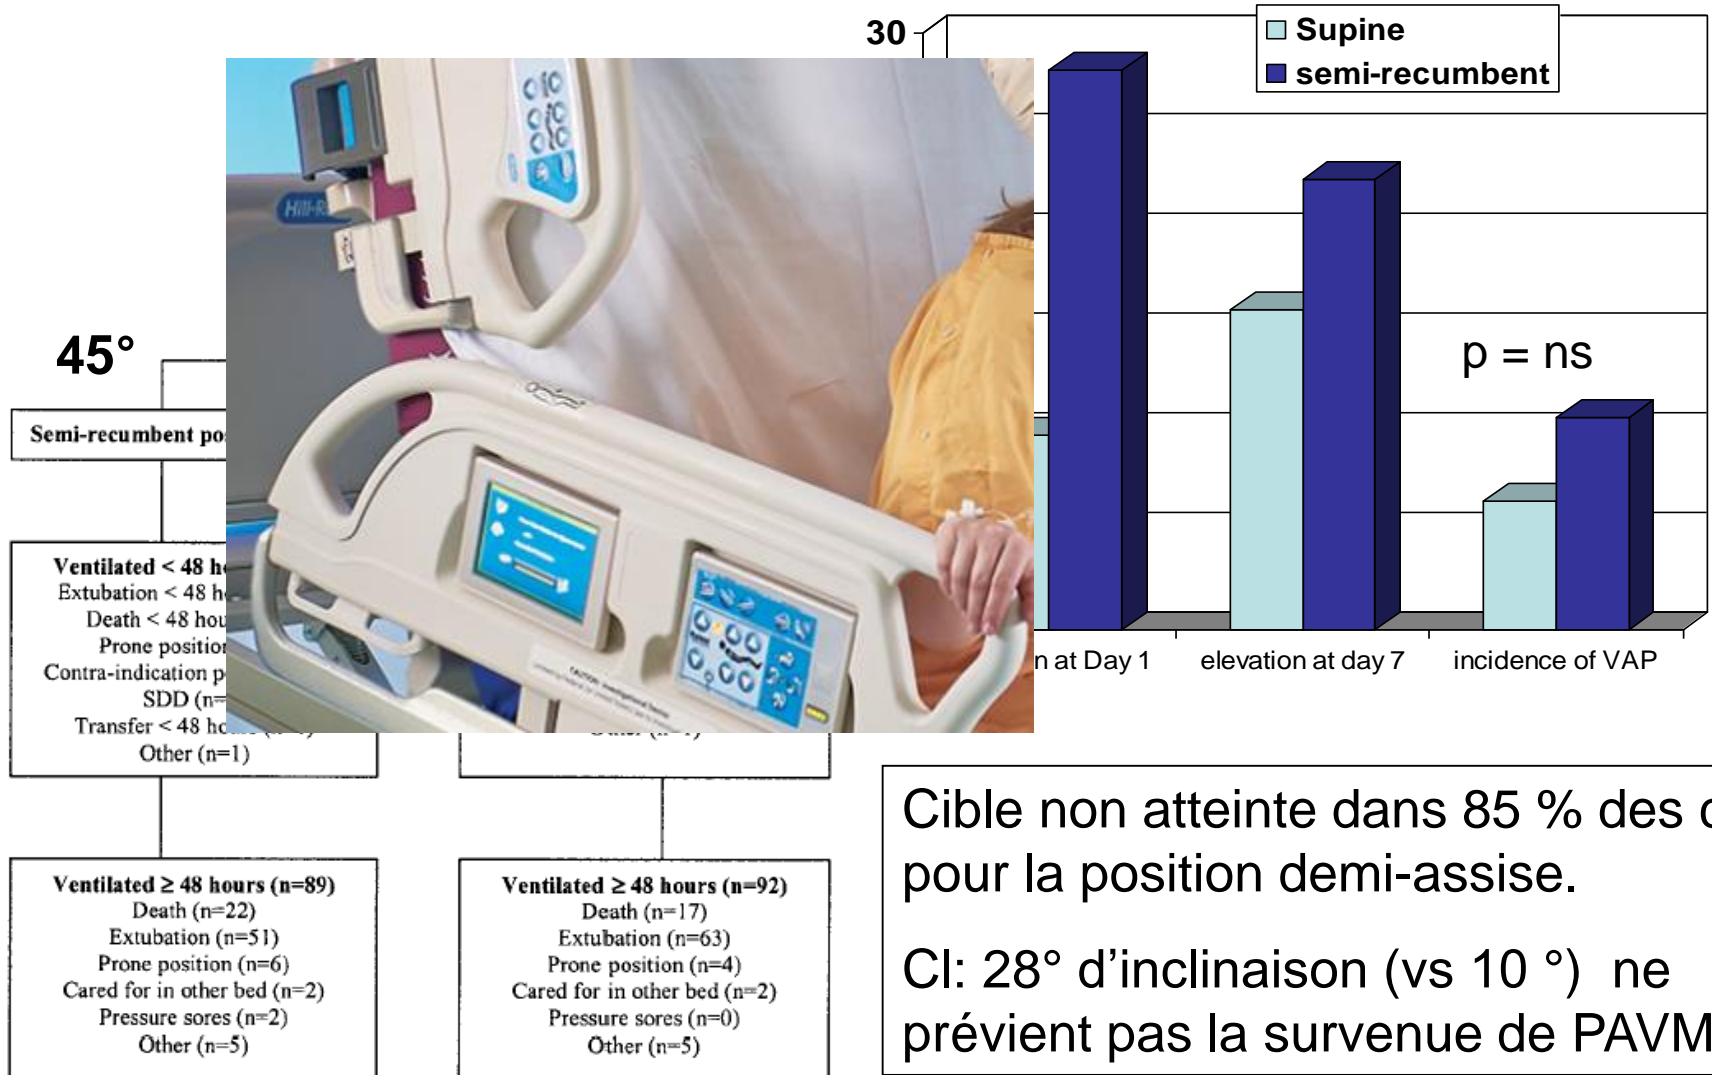 30
Supine
semi-recumbent
45°
p = ns
Semi-recumbent
Ventilated < 48
Extubation < 48
Death < 48
Prone
Contra-indication
SDD
Transfer < 48
Other (n=1)
at Day 1
elevation at day 7
incidence of VAP
Ventilated ≥ 48 hours (n=89)
Death (n=22)
Extubation (n=51)
Prone position (n=6)
Cared for in other bed (n=2)
Pressure sores (n=2)
Other (n=5)
Ventilated ≥ 48 hours (n=92)
Death (n=17)
Extubation (n=63)
Prone position (n=4)
Cared for in other bed (n=2)
Pressure sores (n=0)
Other (n=5)
Cible non atteinte dans 85 % des
pour la position demi-assise.
CI: 28° d’inclinaison (vs 10 °) ne
prévient pas la survenue de PAVM